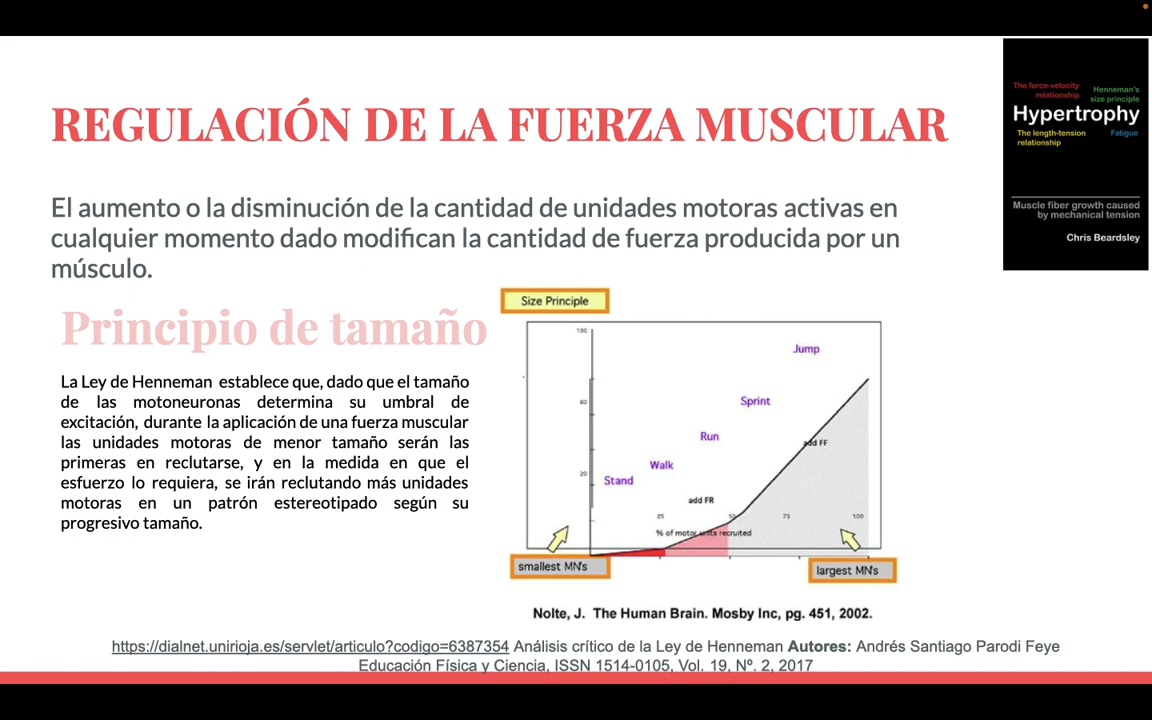 REGULACIÓN DE LA FUERZA MUSCULAR
El aumento o la disminución de la cantidad de unidades motoras activas en
cualquier momento dado modifican la cantidad de fuerza producida por un
músculo.
Principio de tamaño
La Ley de Henneman establece que, dado que el tamaño
de las motoneuronas determina su umbral de
excitación, durante la aplicación de una fuerza muscular
las unidades motoras de menor tamaño serán las
primeras en reclutarse, y en la medida en que el
esfuerzo lo requiera, se irán reclutando más unidades
motoras en un patrón estereotipado según su
progresivo tamaño.
The force-velocity
relationship
Henneman's
size principle
Hypertrophy
The length-tension
relationship
Fatigue
Muscle fiber growth caused
by mechanical tension
Chris Beardsley
Size Principle
100
Jump
60
Sprint
Run
add FF
Walk
20
Stand
add FR
25 50 75 100
% of motor units recruited
smallest MN's
largest MN's
Nolte, J. The Human Brain. Mosby Inc, pg. 451, 2002.
https://dialnet.unirioja.es/servlet/articulo?codigo=6387354 Análisis crítico de la Ley de Henneman Autores: Andrés Santiago Parodi Feye
Educación Física y Ciencia, ISSN 1514-0105, Vol. 19, Nº. 2, 2017